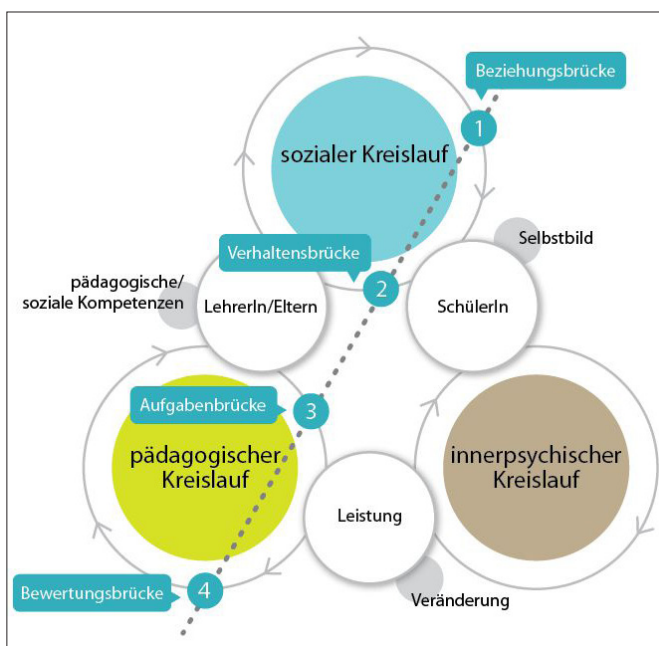 Beziehungsbrücke
1
sozialer Kreislauf
Selbstbild
Verhaltensbrücke
pädagogische/
soziale Kompetenzen
2
LehrerIn/Eltern
SchülerIn
Aufgabenbrücke
3
pädagogischer
Kreislauf
innerpsychischer
Kreislauf
Leistung
4
Bewertungsbrücke
Veränderung